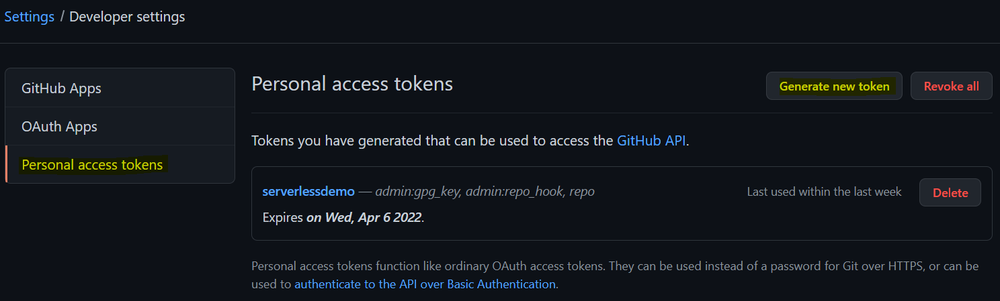 Settings / Developer settings
GitHub Apps
OAuth Apps
Personal access tokens
Personal access tokens
Generate new token
Revoke all
Tokens you have generated that can be used to access the GitHub API.
serverlessdemo — admin:gpg_key, admin:repo_hook, repo
Last used within the last week
Delete
Expires on Wed, Apr 6 2022.
Personal access tokens function like ordinary OAuth access tokens. They can be used instead of a password for Git over HTTPS, or can be
used to authenticate to the API over Basic Authentication.